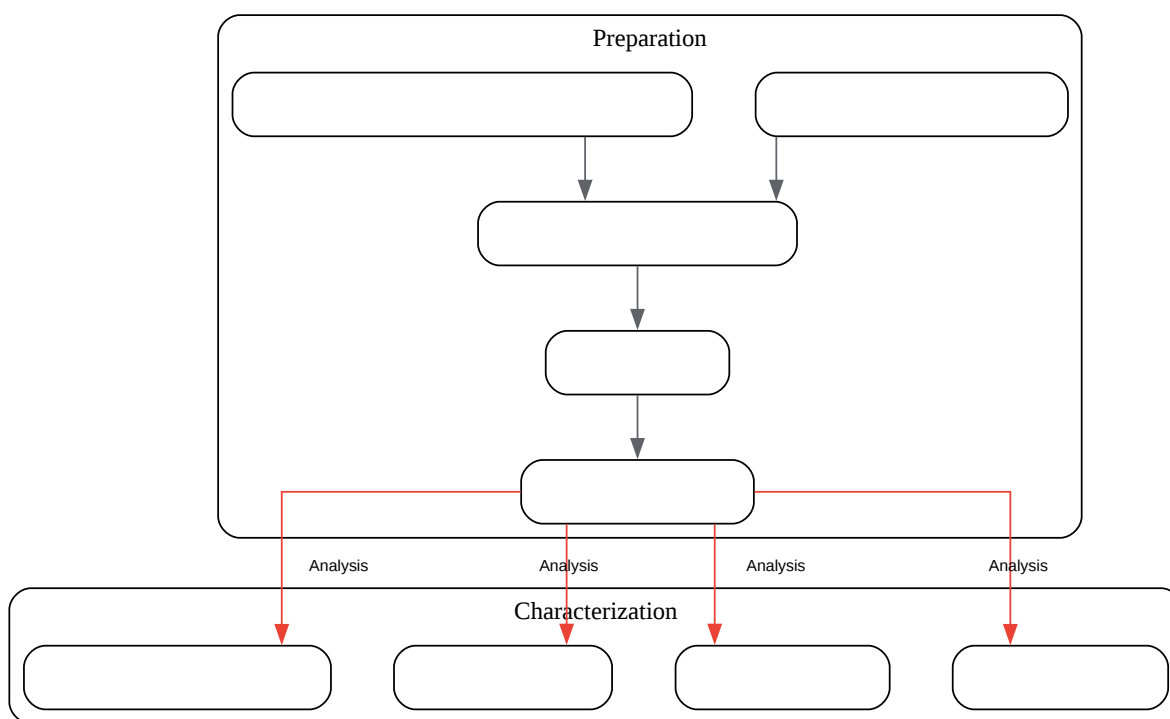 Preparation
Analysis
Analysis
Analysis
Analysis
Characterization